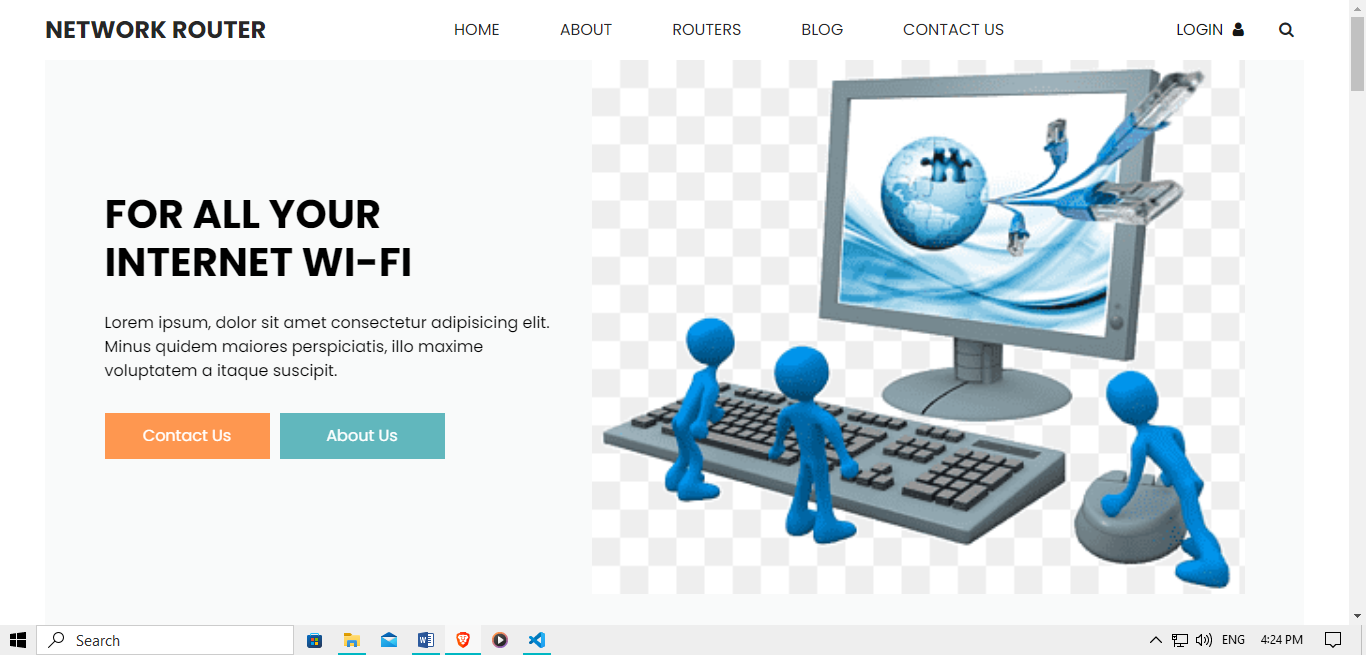 NETWORK ROUTER
HOME
ABOUT
ROUTERS
BLOG
CONTACT US
LOGIN
FOR ALL YOUR
INTERNET WI-FI
Lorem ipsum, dolor sit amet consectetur adipisicing elit.
Minus quidem maiores perspiciatis, illo maxime
voluptatem a itaque suscipit.
Contact Us
About Us
Search
ENG
4:24 PM